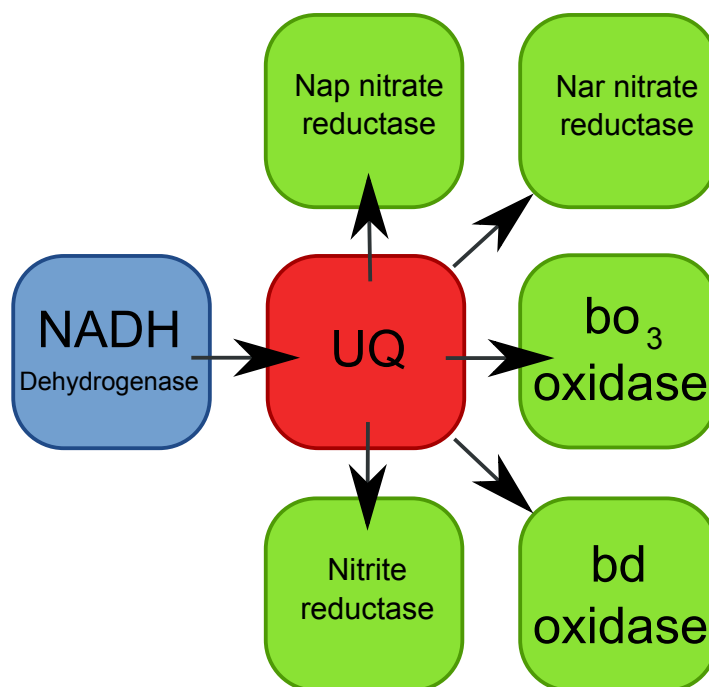 Nap nitrate
reductase
Nar nitrate
reductase
NADH
Dehydrogenase
UQ
bo₃
oxidase
Nitrite
reductase
bd
oxidase